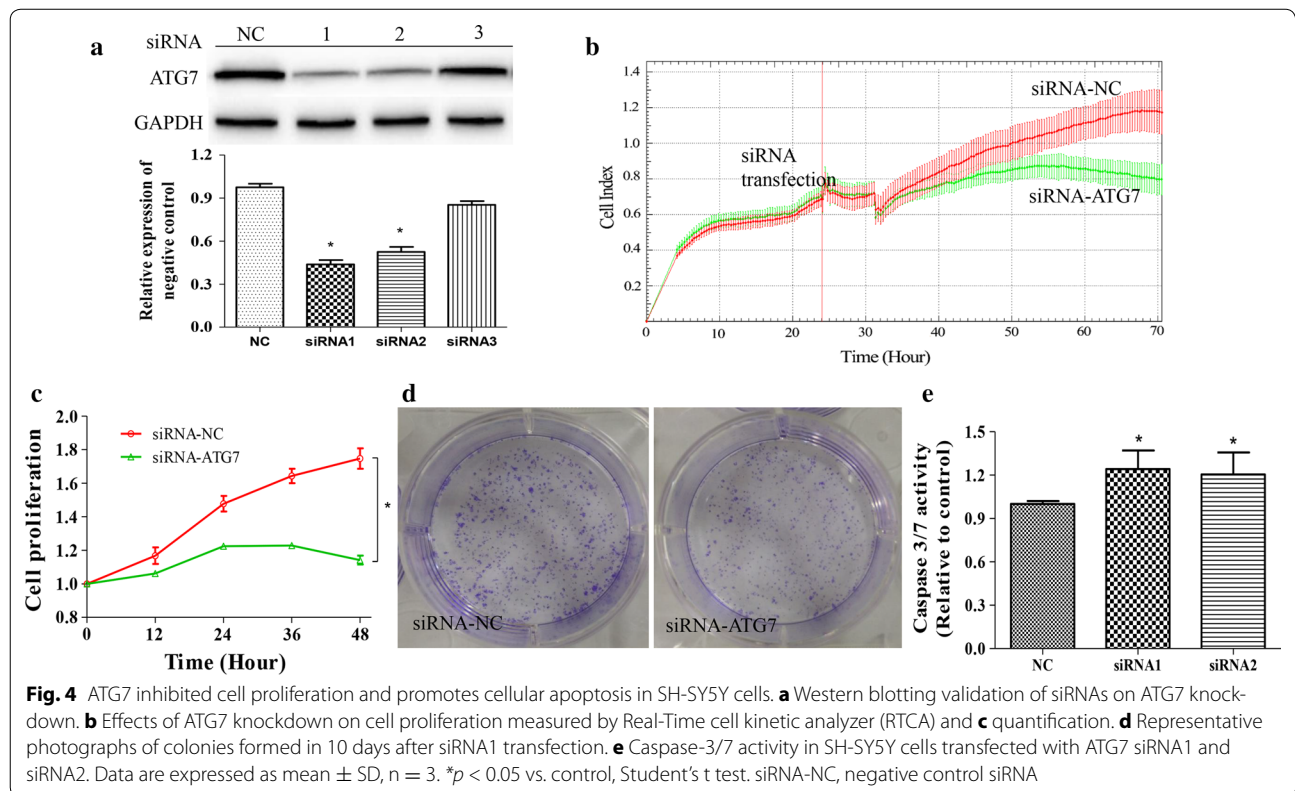 a
siRNA NC 1 2 3
ATG7
GAPDH
Relative expression of
negative control
1.2
0.9
0.6
0.3
0.0
* *
NC siRNA1 siRNA2 siRNA3
b
Cell Index
1.4
1.2
1.0
0.8
0.6
0.4
0.2
siRNA-NC
siRNA
transfection
siRNA-ATG7
0 10 20 30 40 50 60 70
Time (Hour)
c
Cell proliferation
2.0
1.8
1.6
1.4
1.2
1.0
0.8
siRNA-NC
siRNA-ATG7
*
0 12 24 36 48
Time (Hour)
d
siRNA-NC siRNA-ATG7
e
Caspase 3/7 activity
(Relative to control)
1.5
1.2
0.9
0.6
0.3
0.0
* *
NC siRNA1 siRNA2
Fig. 4 ATG7 inhibited cell proliferation and promotes cellular apoptosis in SH-SY5Y cells. a Western blotting validation of siRNAs on ATG7 knock-
down. b Effects of ATG7 knockdown on cell proliferation measured by Real-Time cell kinetic analyzer (RTCA) and c quantification. d Representative
photographs of colonies formed in 10 days after siRNA1 transfection. e Caspase-3/7 activity in SH-SY5Y cells transfected with ATG7 siRNA1 and
siRNA2. Data are expressed as mean ± SD, n = 3. *p < 0.05 vs. control, Student's t test. siRNA-NC, negative control siRNA